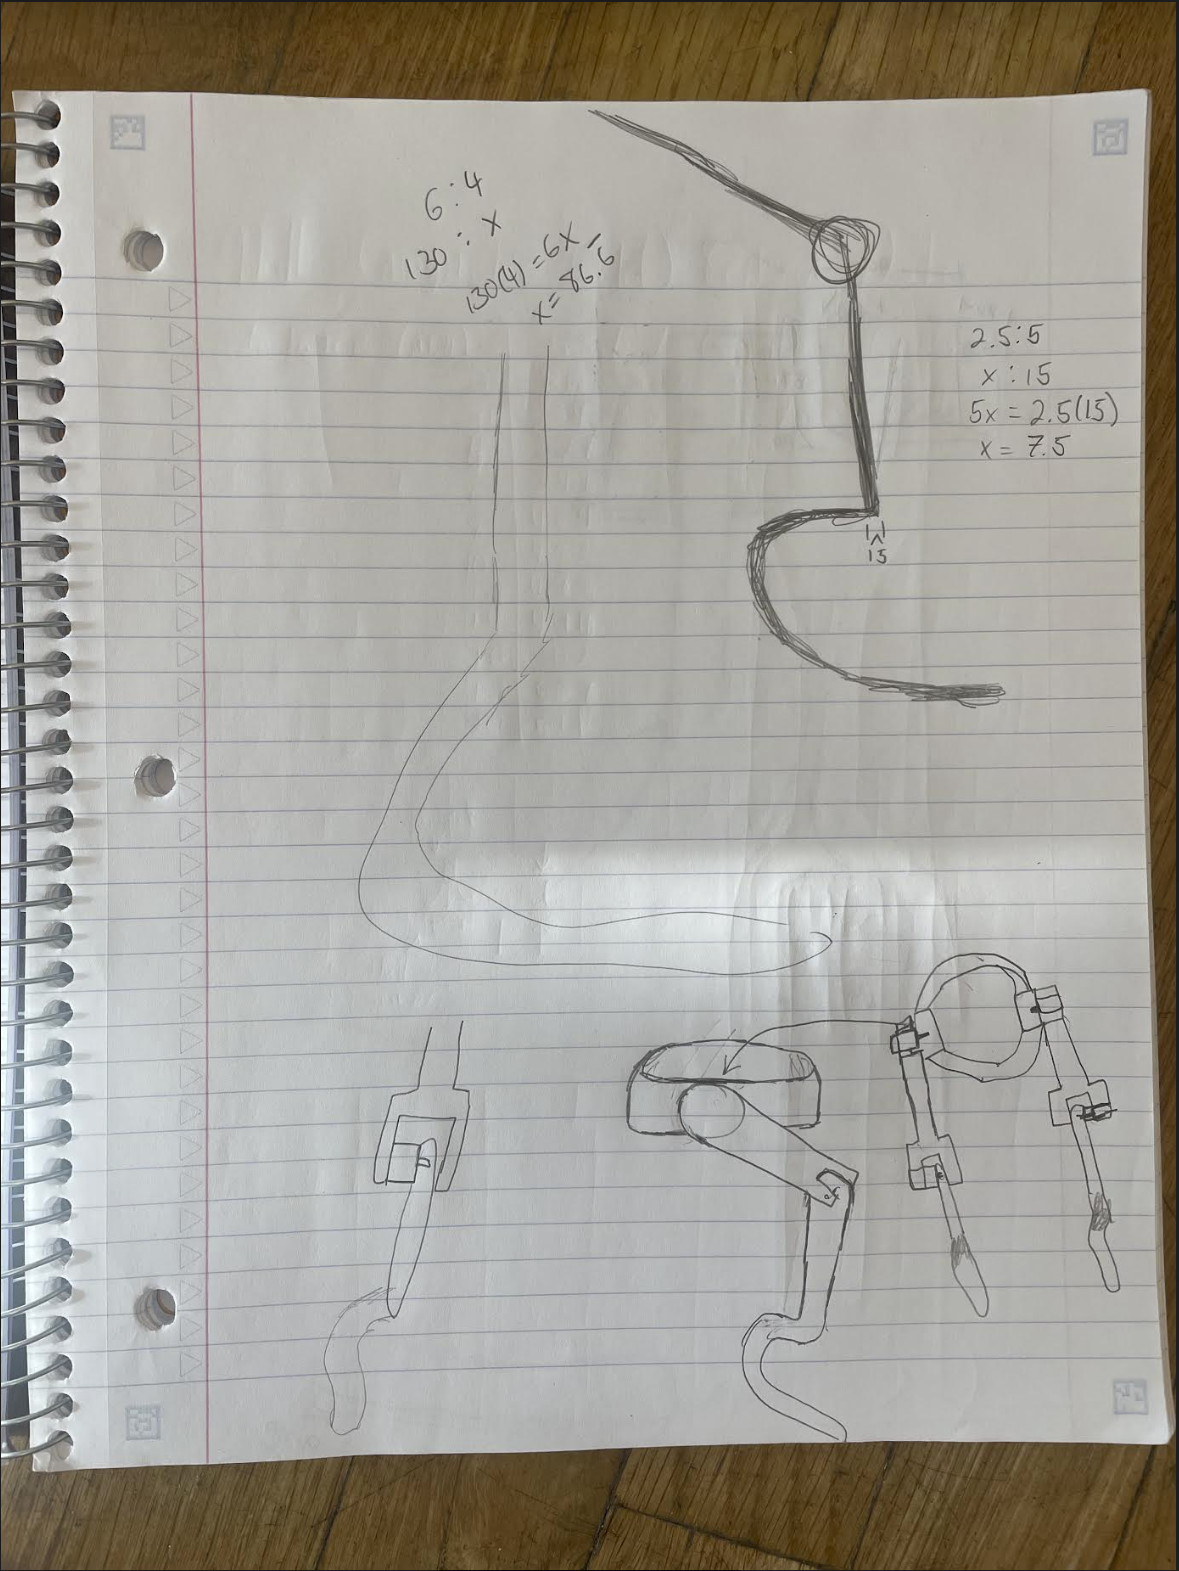 6 : 4
130 : x
130(4) = 6x
x = 86.6̅
2.5 : 5
x : 15
5x = 2.5(15)
x = 7.5
15